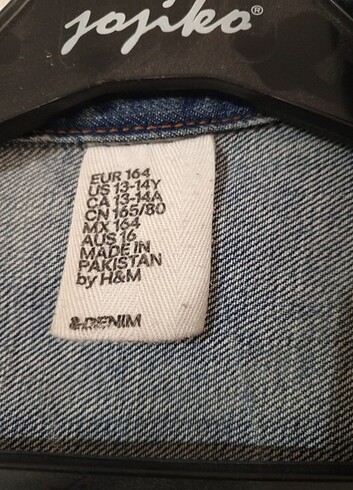 jojiko®
EUR 164
US 13-14Y
CA 13-14A
CN 165/80
MX 164
AUS 16
MADE IN
PAKISTAN
by H&M
&DENIM